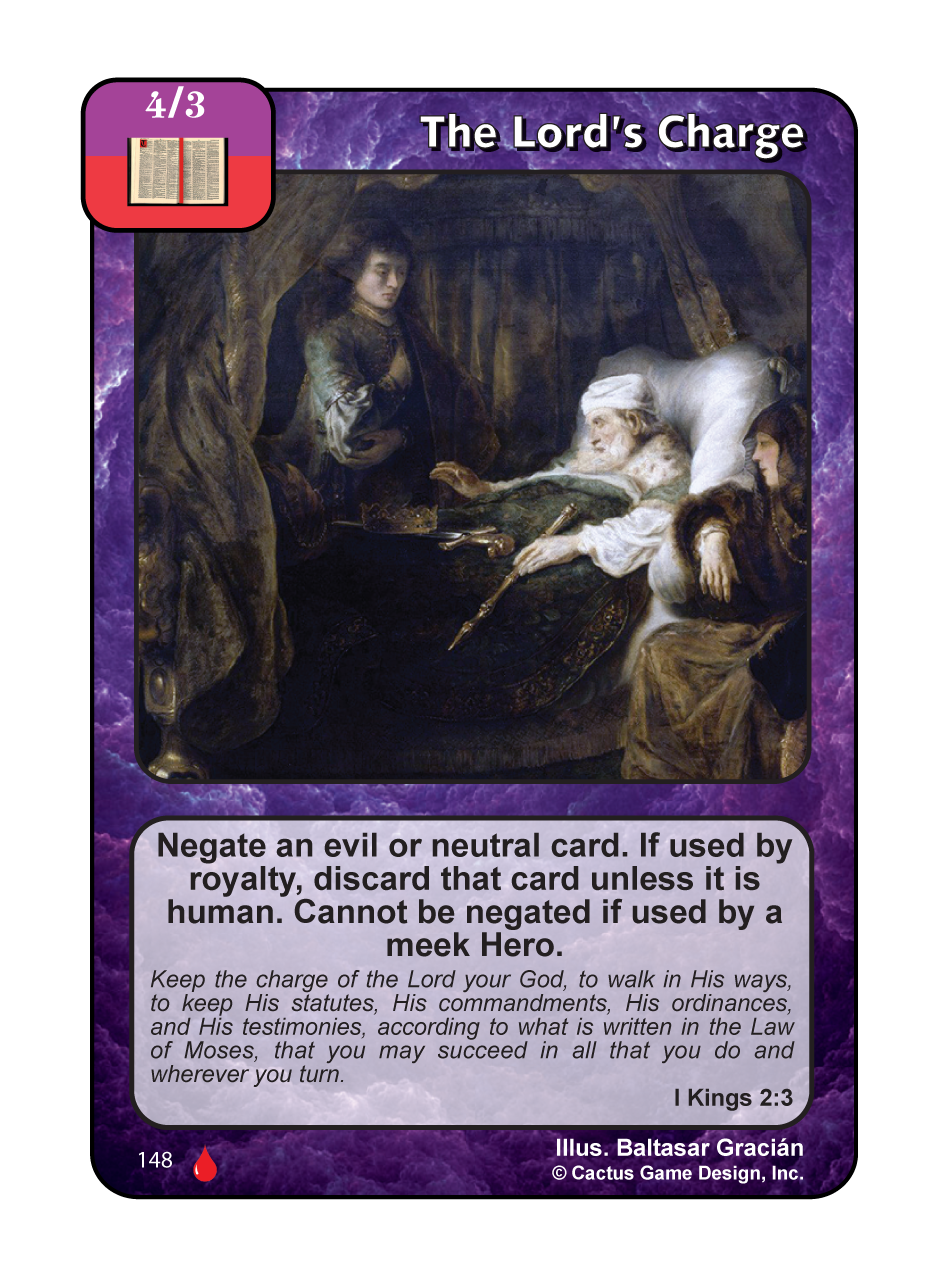 4/3
The Lord's Charge
Negate an evil or neutral card. If used by
royalty, discard that card unless it is
human. Cannot be negated if used by a
meek Hero.
Keep the charge of the Lord your God, to walk in His ways,
to keep His statutes, His commandments, His ordinances,
and His testimonies, according to what is written in the Law
of Moses, that you may succeed in all that you do and
wherever you turn.
I Kings 2:3
148
Illus. Baltasar Gracián
© Cactus Game Design, Inc.